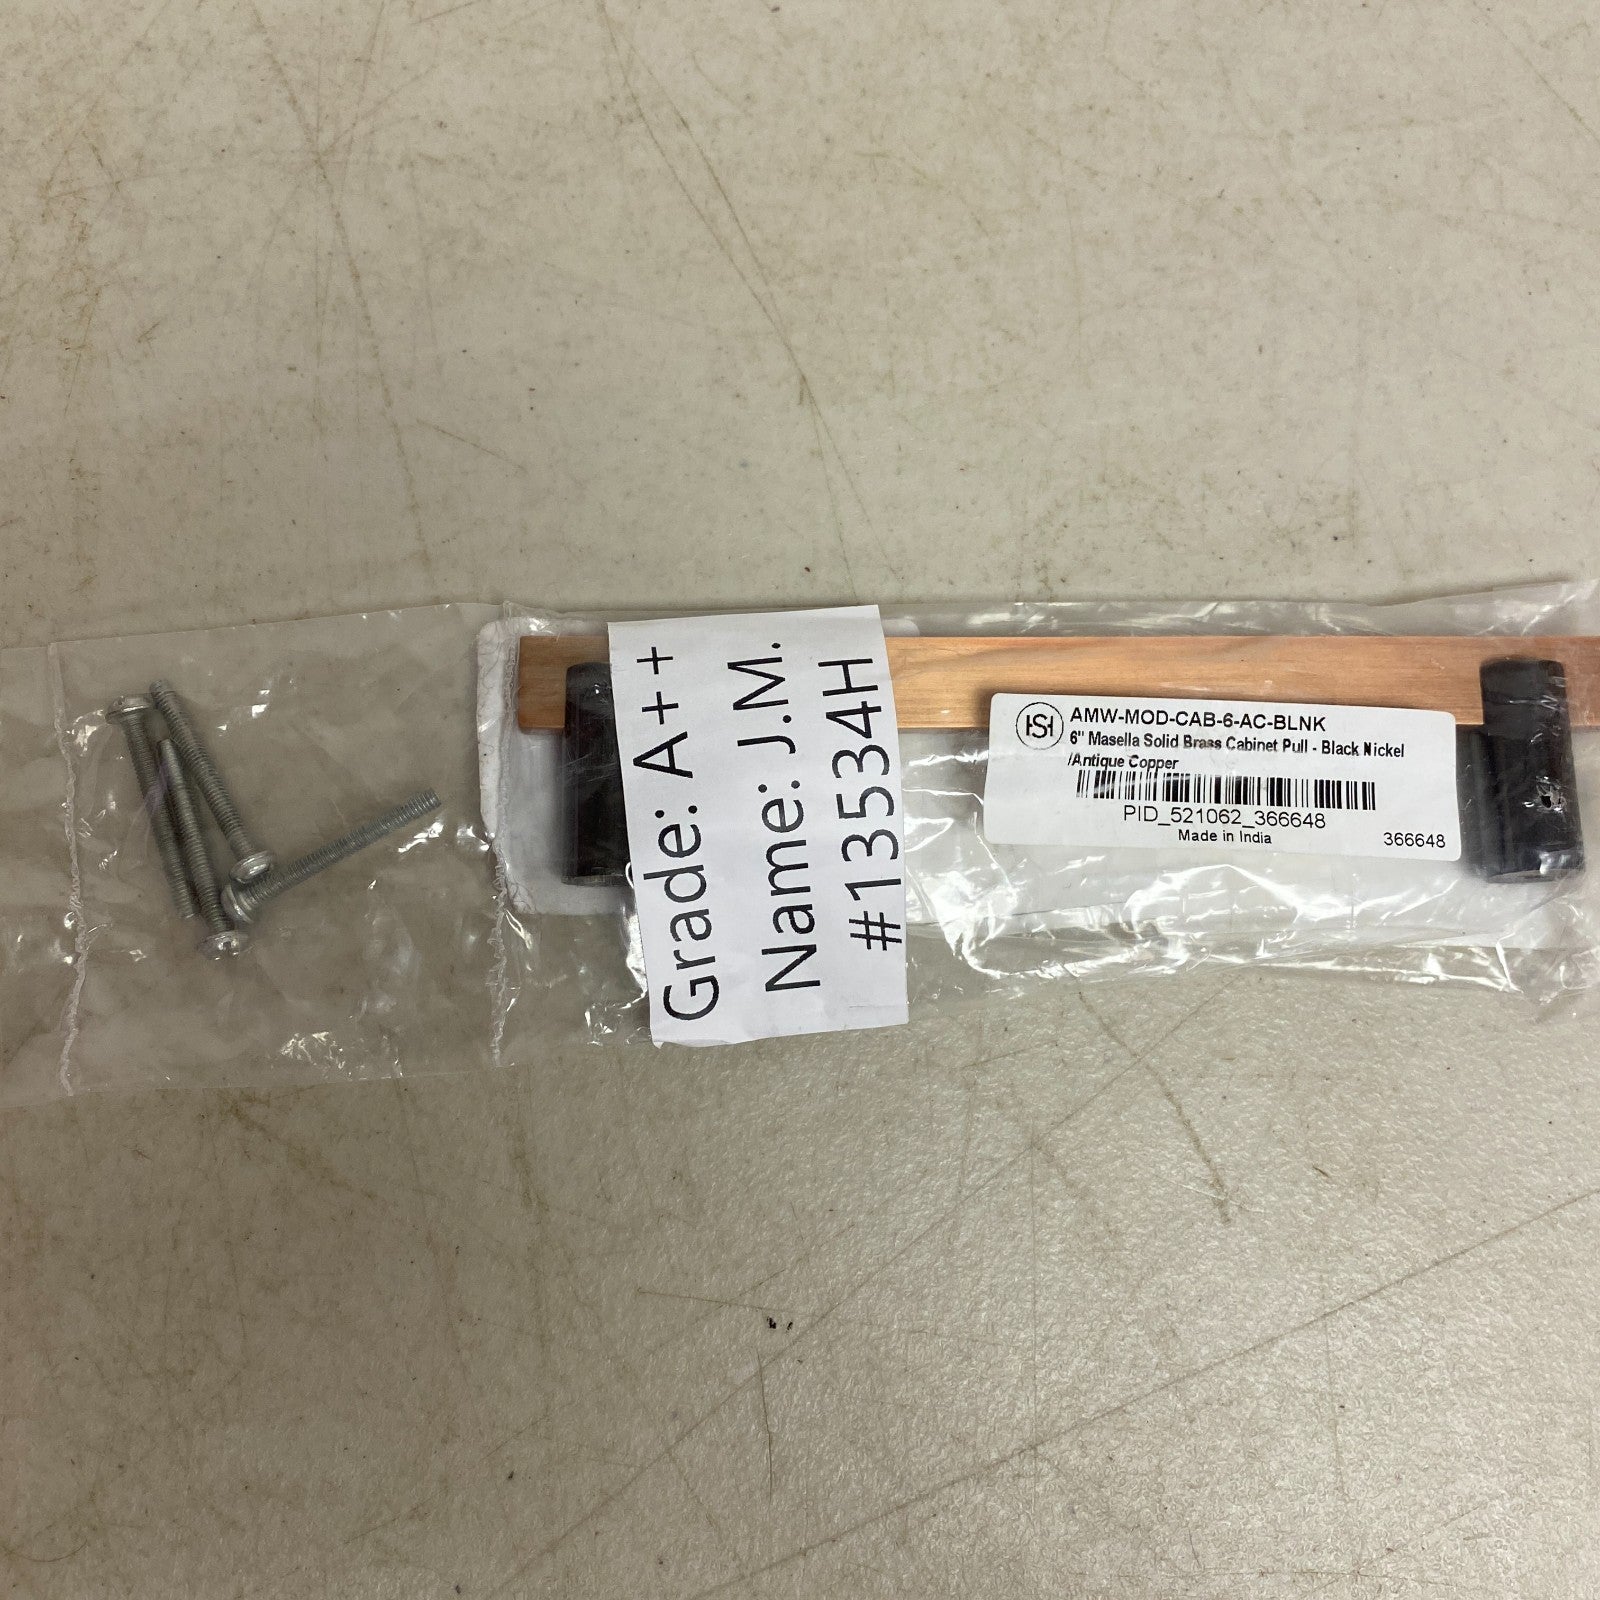 Grade: A++
Name: J.M.
#13534H
HS
AMW-MOD-CAB-6-AC-BLNK
6" Masella Solid Brass Cabinet Pull - Black Nickel
/Antique Copper
PID_521062_366648
Made in India
366648